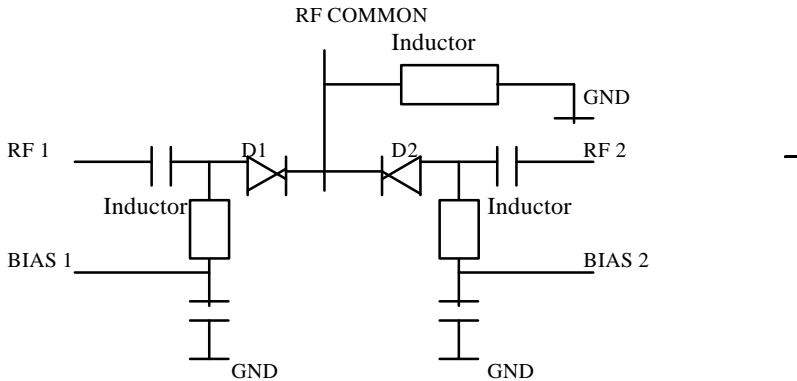 RF COMMON
Inductor
GND
RF 1
D1
D2
RF 2
Inductor
Inductor
BIAS 1
BIAS 2
GND
GND